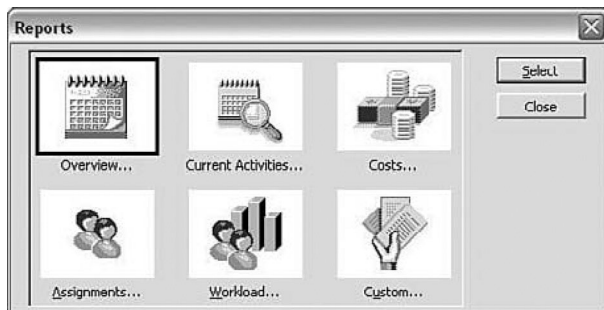 Reports
Select
Close
Overview...
Current Activities...
Costs...
Assignments...
Workload...
Custom...